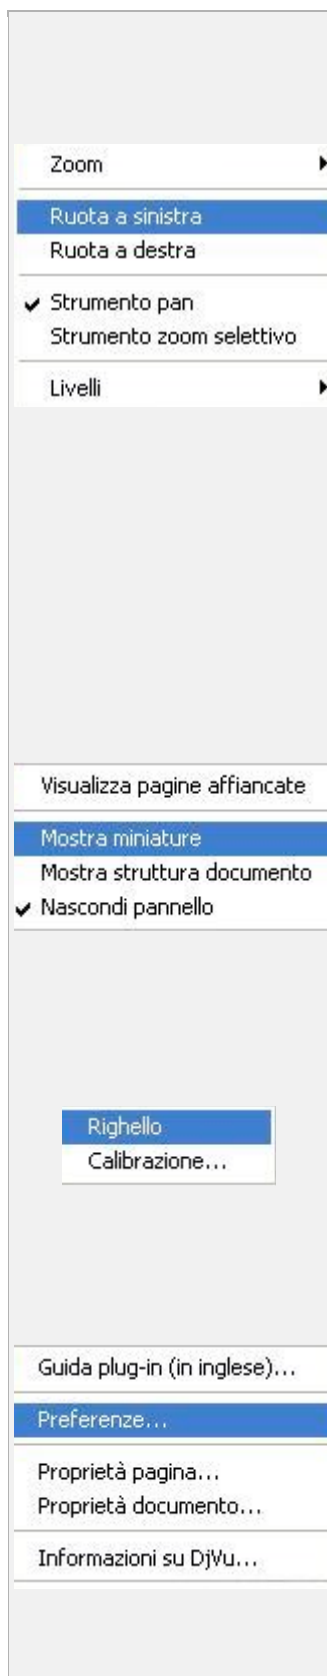 Zoom
Ruota a sinistra
Ruota a destra
Strumento pan
Strumento zoom selettivo
Livelli
Visualizza pagine affiancate
Mostra miniature
Mostra struttura documento
Nascondi pannello
Righello
Calibrazione...
Guida plug-in (in inglese)...
Preferenze...
Proprietà pagina...
Proprietà documento...
Informazioni su DjVu...